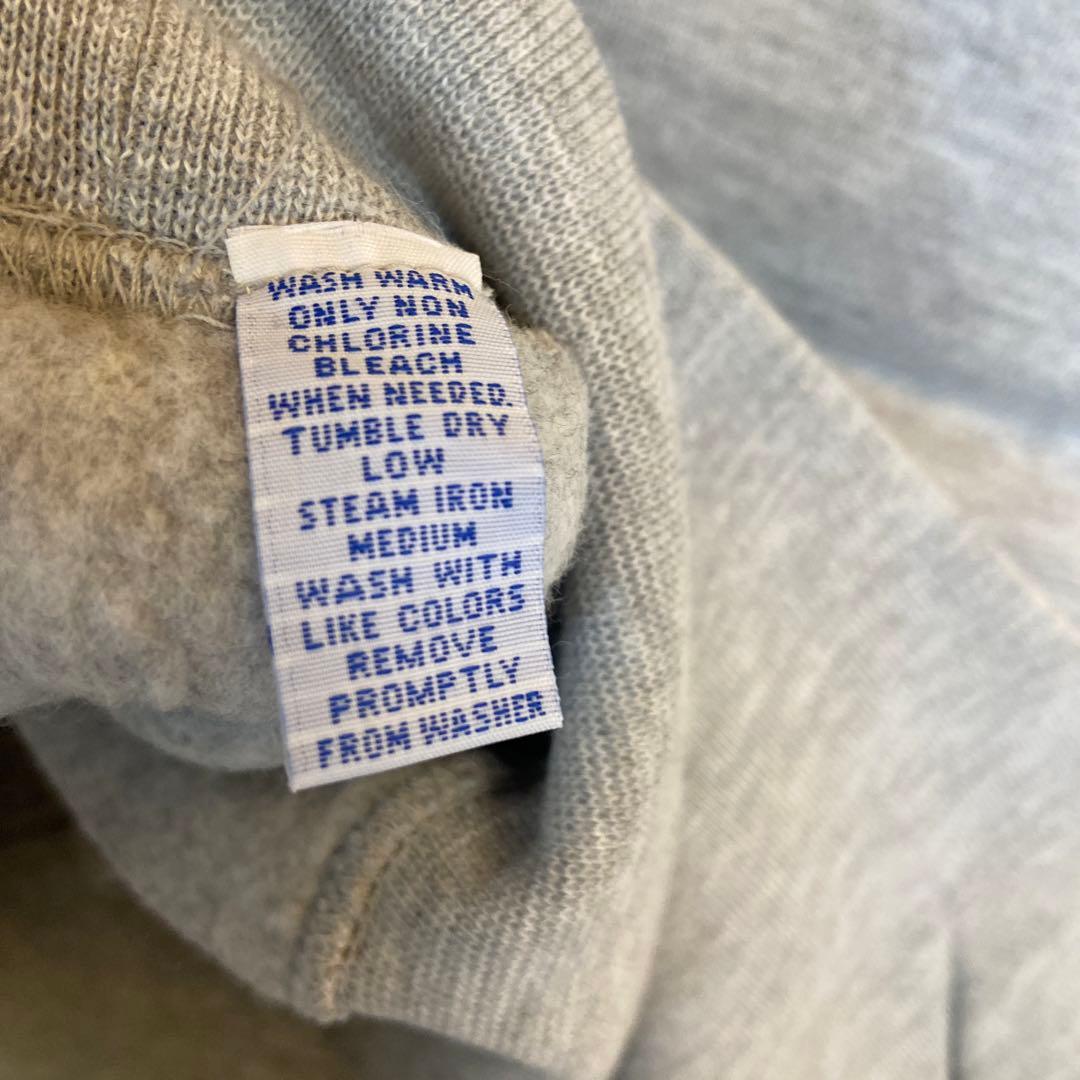 WASH WARM
ONLY NON
CHLORINE
BLEACH
WHEN NEEDED.
TUMBLE DRY
LOW
STEAM IRON
MEDIUM
WASH WITH
LIKE COLORS
REMOVE
PROMPTLY
FROM WASHER